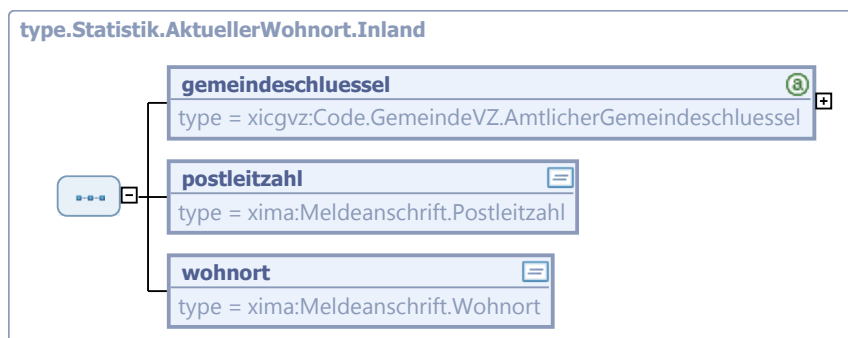 type.Statistik.AktuellerWohnort.Inland
gemeindeschluessel
type = xicgvz:Code.GemeindeVZ.AmtlicherGemeindeschluessel
postleitzahl
type = xima:Meldeanschrift.Postleitzahl
wohnort
type = xima:Meldeanschrift.Wohnort